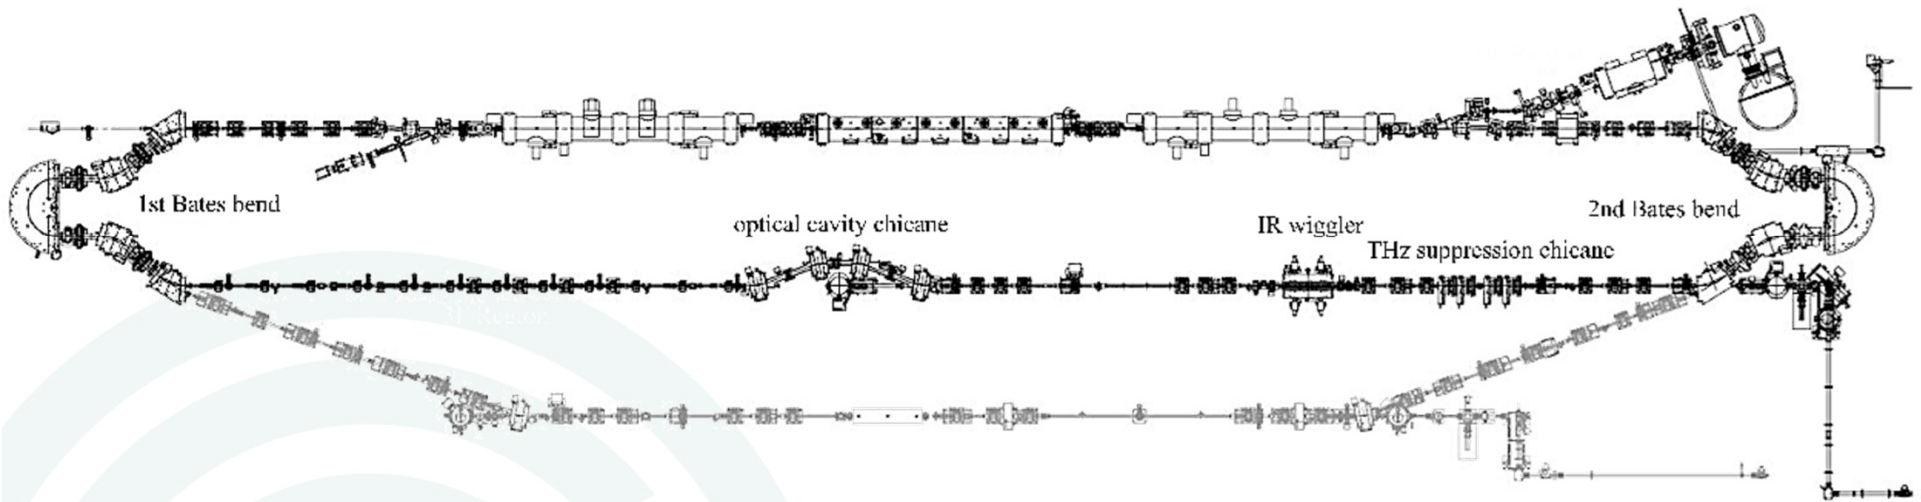 1st Bates bend
2nd Bates bend
optical cavity chicane
IR wiggler
THz suppression chicane